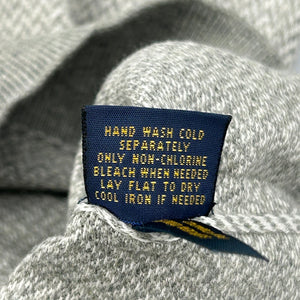 HAND WASH COLD
SEPARATELY
ONLY NON-CHLORINE
BLEACH WHEN NEEDED
LAY FLAT TO DRY
COOL IRON IF NEEDED